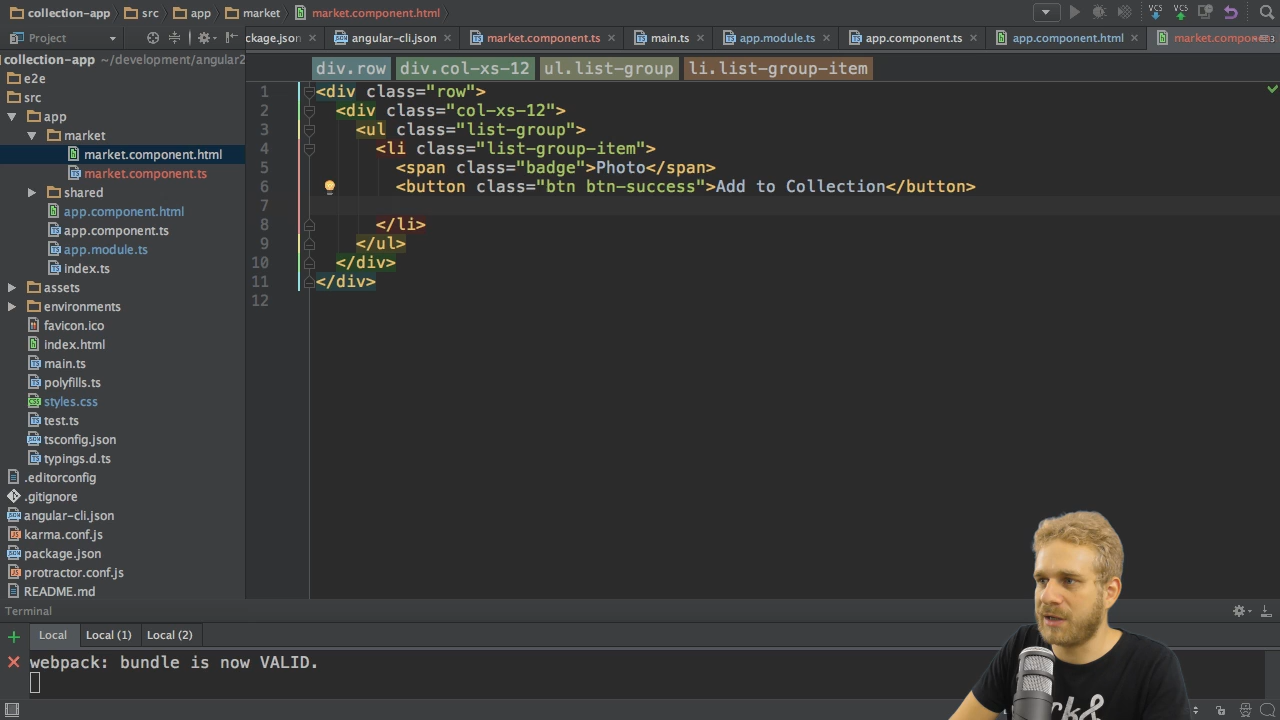 collection-app src app market market.component.html
Project ckage.json angular-cli.json market.component.ts main.ts app.module.ts app.component.ts app.component.html market.compon
collection-app ~/development/angular2
e2e
src
app
market
market.component.html
market.component.ts
shared
app.component.html
app.component.ts
app.module.ts
index.ts
assets
environments
favicon.ico
index.html
main.ts
polyfills.ts
styles.css
test.ts
tsconfig.json
typings.d.ts
.editorconfig
.gitignore
angular-cli.json
karma.conf.js
package.json
protractor.conf.js
README.md
div.row div.col-xs-12 ul.list-group li.list-group-item
1 <div class="row">
2 <div class="col-xs-12">
3 <ul class="list-group">
4 <li class="list-group-item">
5 <span class="badge">Photo</span>
6 <button class="btn btn-success">Add to Collection</button>
7
8 </li>
9 </ul>
10 </div>
11 </div>
12
Terminal
Local Local (1) Local (2)
webpack: bundle is now VALID.